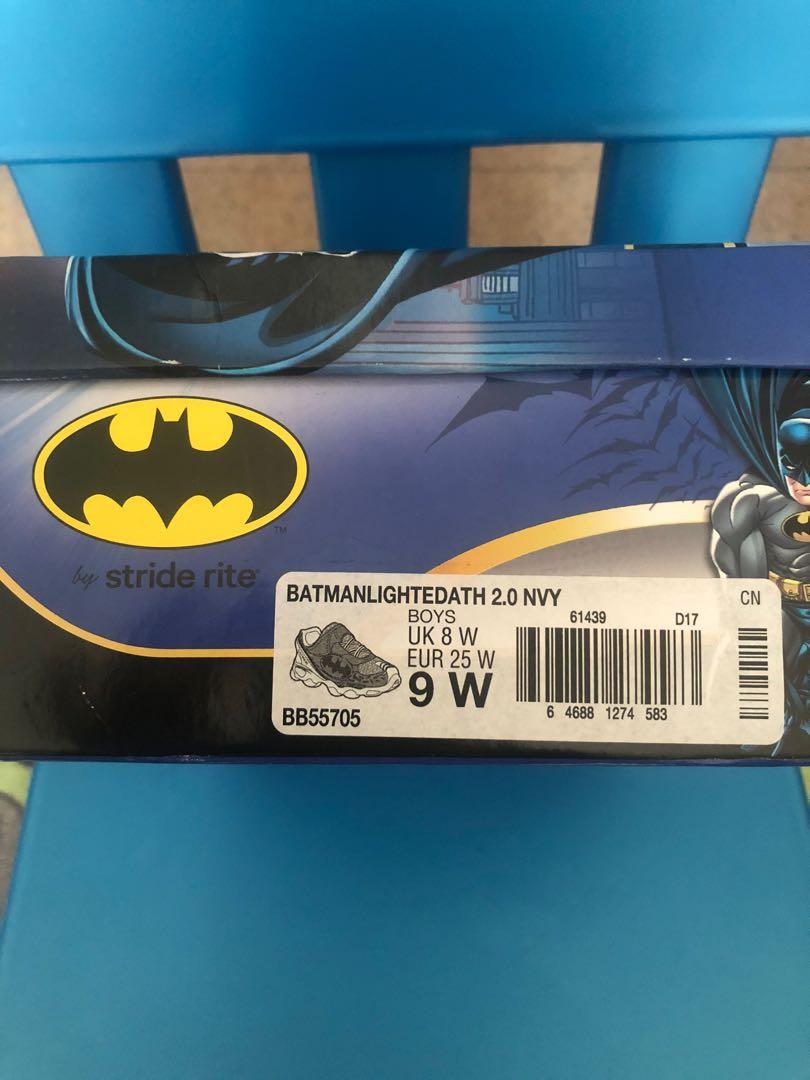 ™
by stride rite®
BATMANLIGHTEDATH 2.0 NVY
CN
BOYS
UK 8 W
EUR 25 W
9 W
61439
D17
6 4688 1274 583
BB55705